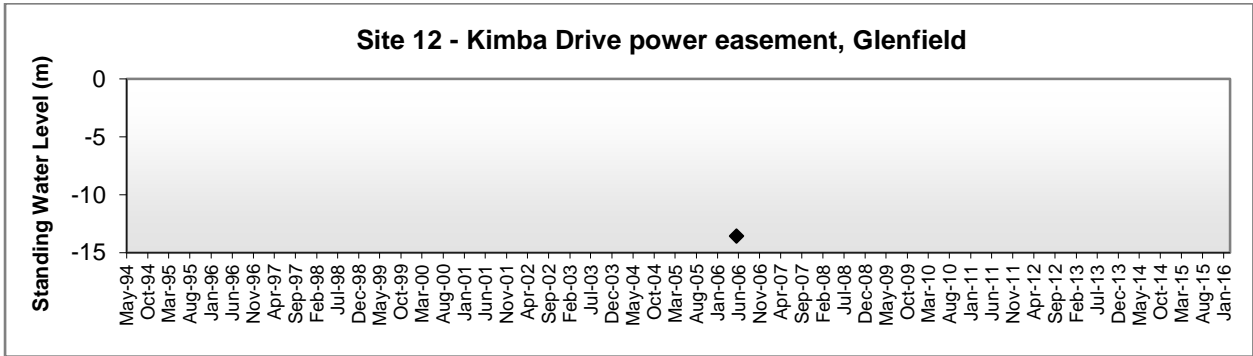 Site 12 - Kimba Drive power easement, Glenfield
Standing Water Level (m)
0
-5
-10
-15
May-94
Oct-94
Mar-95
Aug-95
Jan-96
Jun-96
Nov-96
Apr-97
Sep-97
Feb-98
Jul-98
Dec-98
May-99
Oct-99
Mar-00
Aug-00
Jan-01
Jun-01
Nov-01
Apr-02
Sep-02
Feb-03
Jul-03
Dec-03
May-04
Oct-04
Mar-05
Aug-05
Jan-06
Jun-06
Nov-06
Apr-07
Sep-07
Feb-08
Jul-08
Dec-08
May-09
Oct-09
Mar-10
Aug-10
Jan-11
Jun-11
Nov-11
Apr-12
Sep-12
Feb-13
Jul-13
Dec-13
May-14
Oct-14
Mar-15
Aug-15
Jan-16